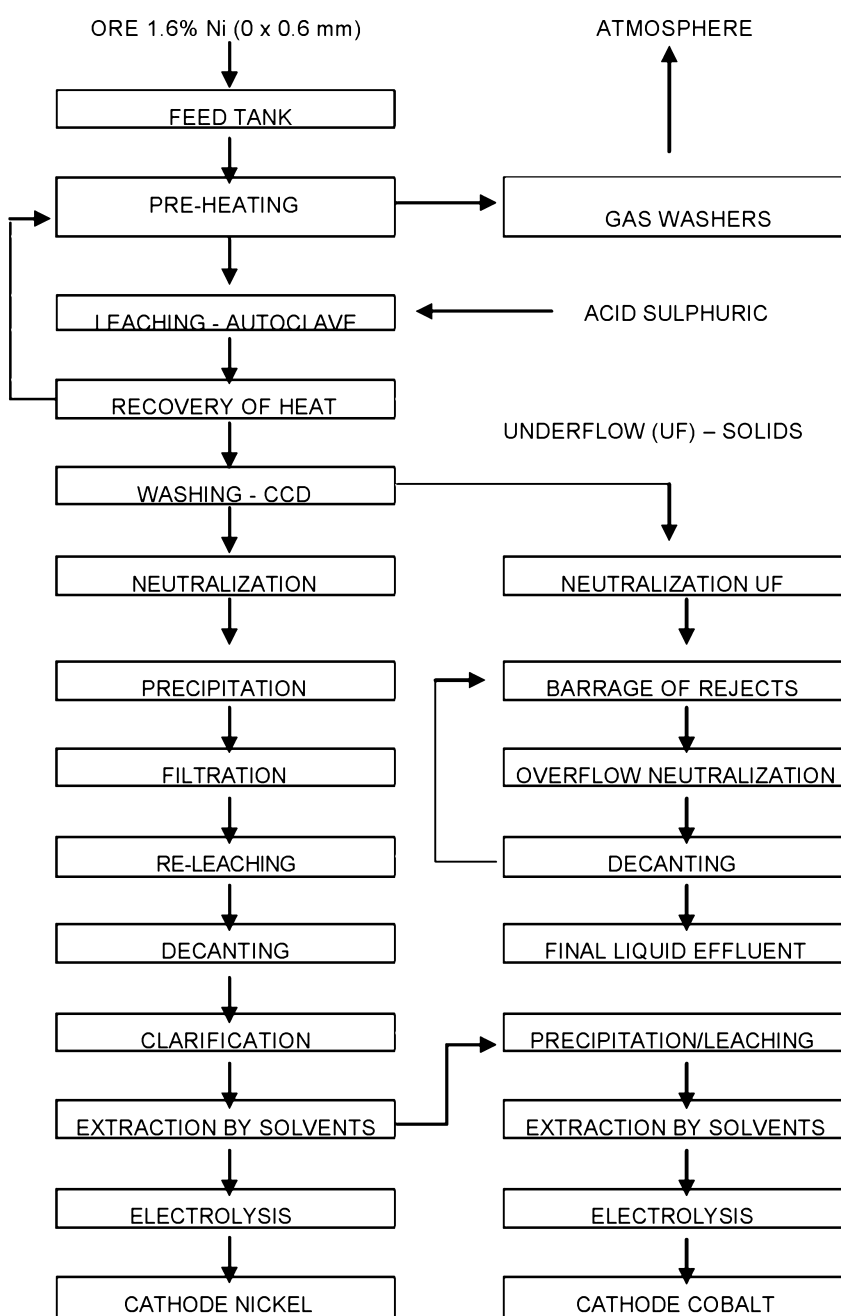 ORE 1.6% Ni (0 x 0.6 mm)
ATMOSPHERE
FEED TANK
PRE-HEATING
GAS WASHERS
LEACHING - AUTOCLAVE
ACID SULPHURIC
RECOVERY OF HEAT
UNDERFLOW (UF) – SOLIDS
WASHING - CCD
NEUTRALIZATION
NEUTRALIZATION UF
PRECIPITATION
BARRAGE OF REJECTS
FILTRATION
OVERFLOW NEUTRALIZATION
RE-LEACHING
DECANTING
DECANTING
FINAL LIQUID EFFLUENT
CLARIFICATION
PRECIPITATION/LEACHING
EXTRACTION BY SOLVENTS
EXTRACTION BY SOLVENTS
ELECTROLYSIS
ELECTROLYSIS
CATHODE NICKEL
CATHODE COBALT